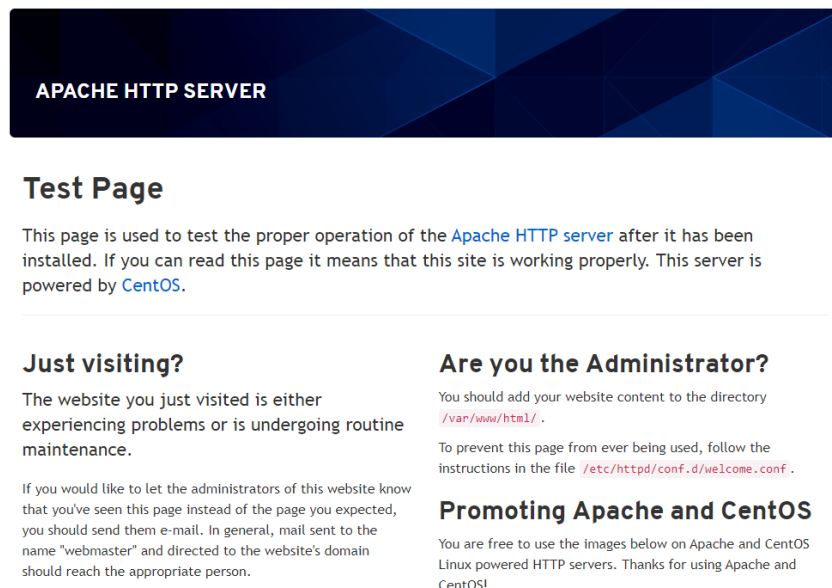 APACHE HTTP SERVER
Test Page
This page is used to test the proper operation of the Apache HTTP server after it has been
installed. If you can read this page it means that this site is working properly. This server is
powered by CentOS.
Just visiting?
The website you just visited is either
experiencing problems or is undergoing routine
maintenance.
If you would like to let the administrators of this website know
that you've seen this page instead of the page you expected,
you should send them e-mail. In general, mail sent to the
name "webmaster" and directed to the website's domain
should reach the appropriate person.
Are you the Administrator?
You should add your website content to the directory
/var/www/html/.
To prevent this page from ever being used, follow the
instructions in the file /etc/httpd/conf.d/welcome.conf.
Promoting Apache and CentOS
You are free to use the images below on Apache and CentOS
Linux powered HTTP servers. Thanks for using Apache and
CentOS!